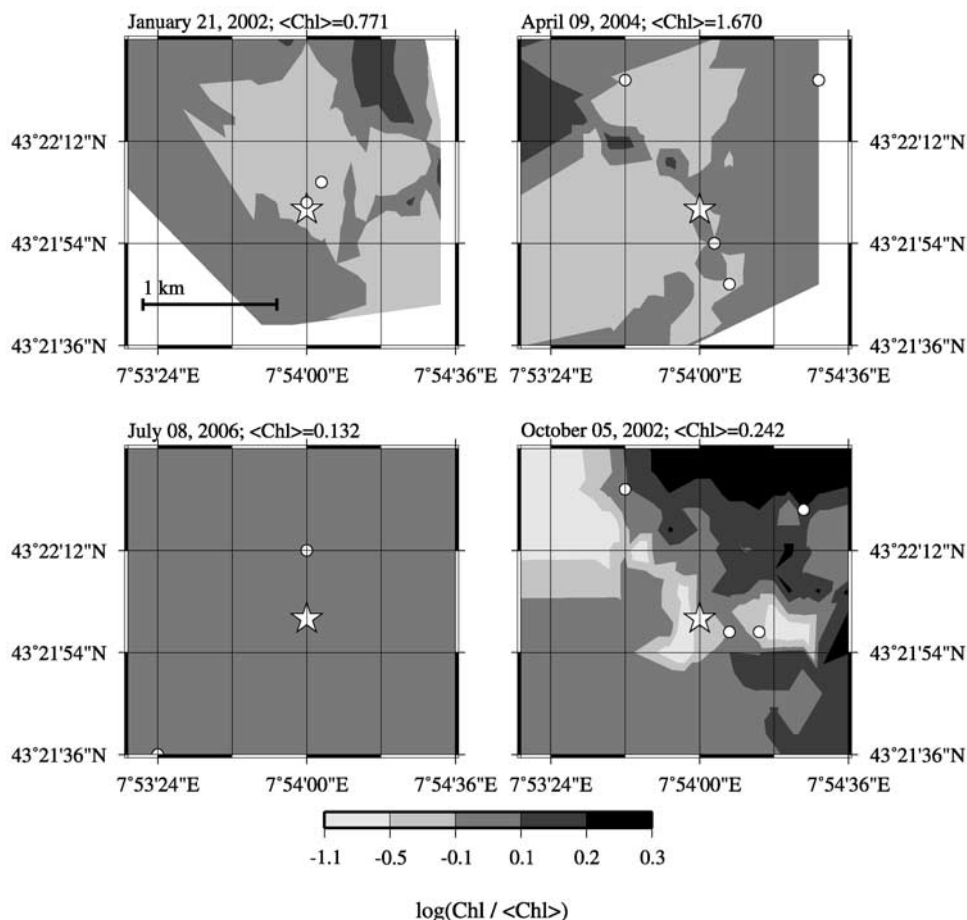 January 21, 2002; <Chl>=0.771 April 09, 2004; <Chl>=1.670
43°22'12"N 43°22'12"N
43°21'54"N 43°21'54"N
1 km
43°21'36"N 43°21'36"N
7°53'24"E 7°54'00"E 7°54'36"E 7°53'24"E 7°54'00"E 7°54'36"E
July 08, 2006; <Chl>=0.132 October 05, 2002; <Chl>=0.242
43°22'12"N 43°22'12"N
43°21'54"N 43°21'54"N
43°21'36"N 43°21'36"N
7°53'24"E 7°54'00"E 7°54'36"E 7°53'24"E 7°54'00"E 7°54'36"E
-1.1 -0.5 -0.1 0.1 0.2 0.3
log(Chl / <Chl>)